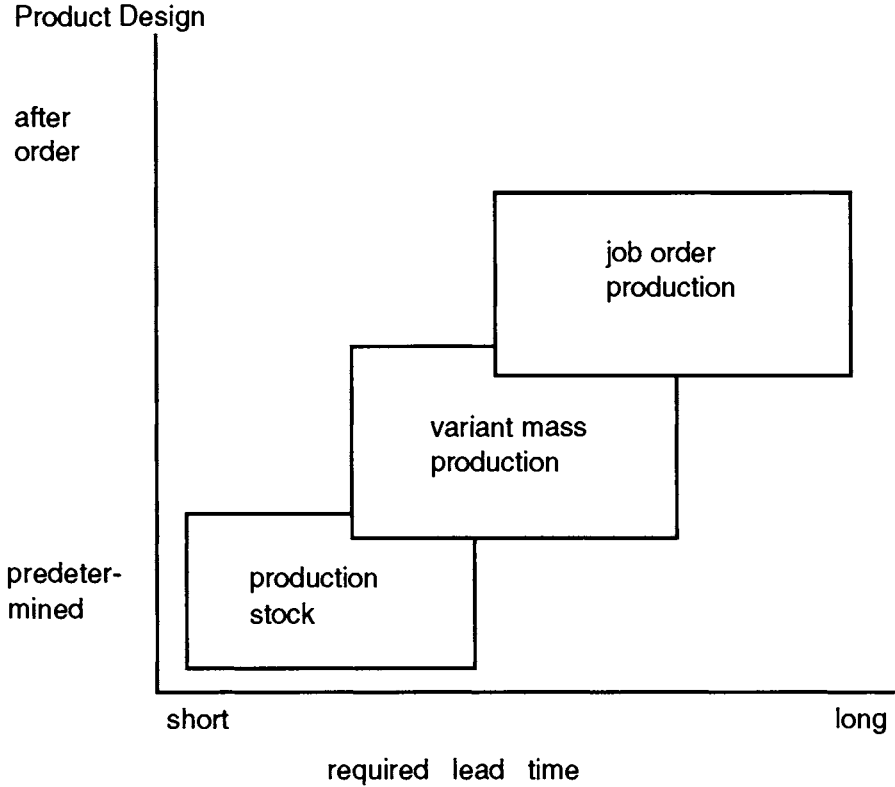 Product Design
after
order
job order
production
variant mass
production
predeter-
mined
production
stock
short
long
required lead time